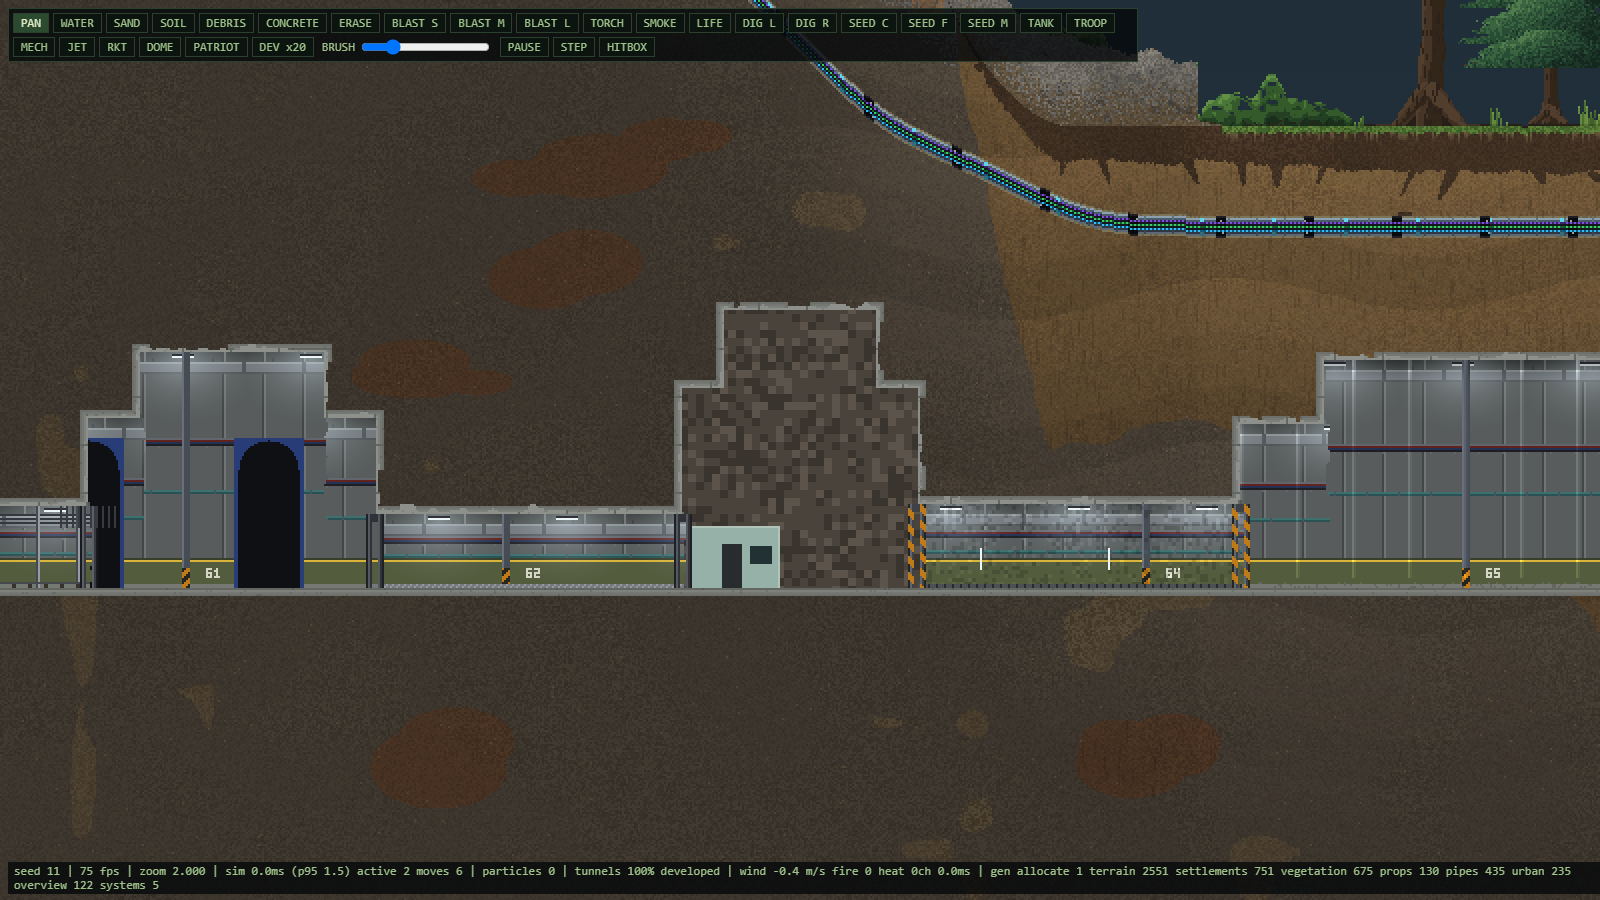 PAN WATER SAND SOIL DEBRIS CONCRETE ERASE BLAST S BLAST M BLAST L TORCH SMOKE LIFE DIG L DIG R SEED C SEED F SEED M TANK TROOP
MECH JET RKT DOME PATRIOT DEV x20 BRUSH PAUSE STEP HITBOX
61 62 64 65
seed 11 | 75 fps | zoom 2.000 | sim 0.0ms (p95 1.5) active 2 moves 6 | particles 0 | tunnels 100% developed | wind -0.4 m/s fire 0 heat 0ch 0.0ms | gen allocate 1 terrain 2551 settlements 751 vegetation 675 props 130 pipes 435 urban 235
overview 122 systems 5